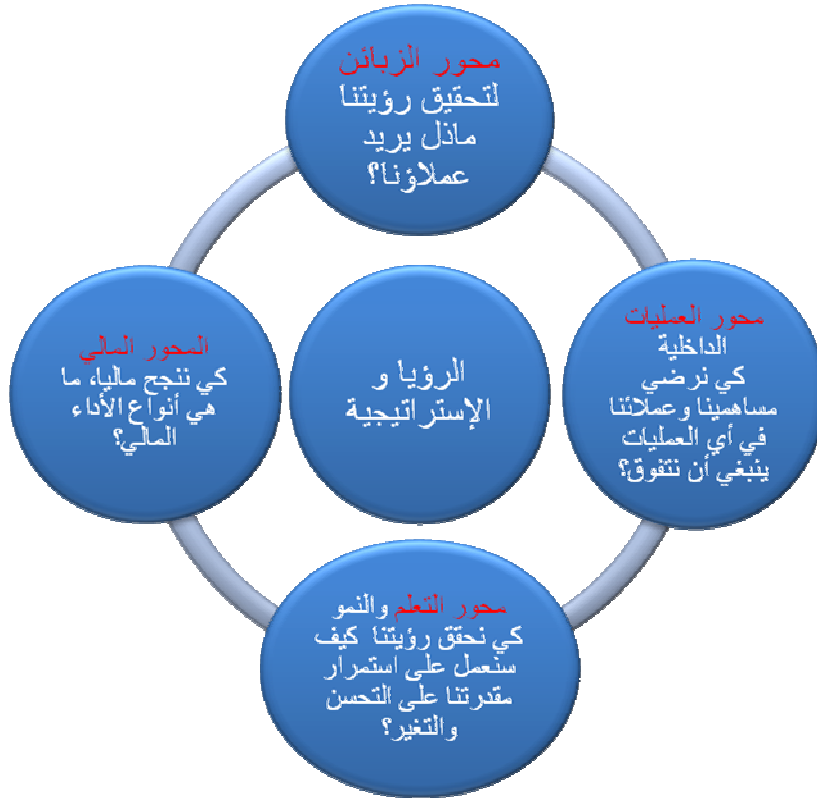 محور الزبائن
لتحقيق رؤيتنا
ماذل يريد
عملاؤنا؟
محور العمليات
الداخلية
كي نرضي
مساهمينا وعملائنا
في أي العمليات
ينبغي أن نتفوق؟
المحور المالي
كي ننجح ماليا، ما
هي أنواع الأداء
المالي؟
الرؤيا و
الإستراتيجية
محور التعلم والنمو
كي نحقق رؤيتنا كيف
سنعمل على استمرار
مقدرتنا على التحسن
والتغير؟